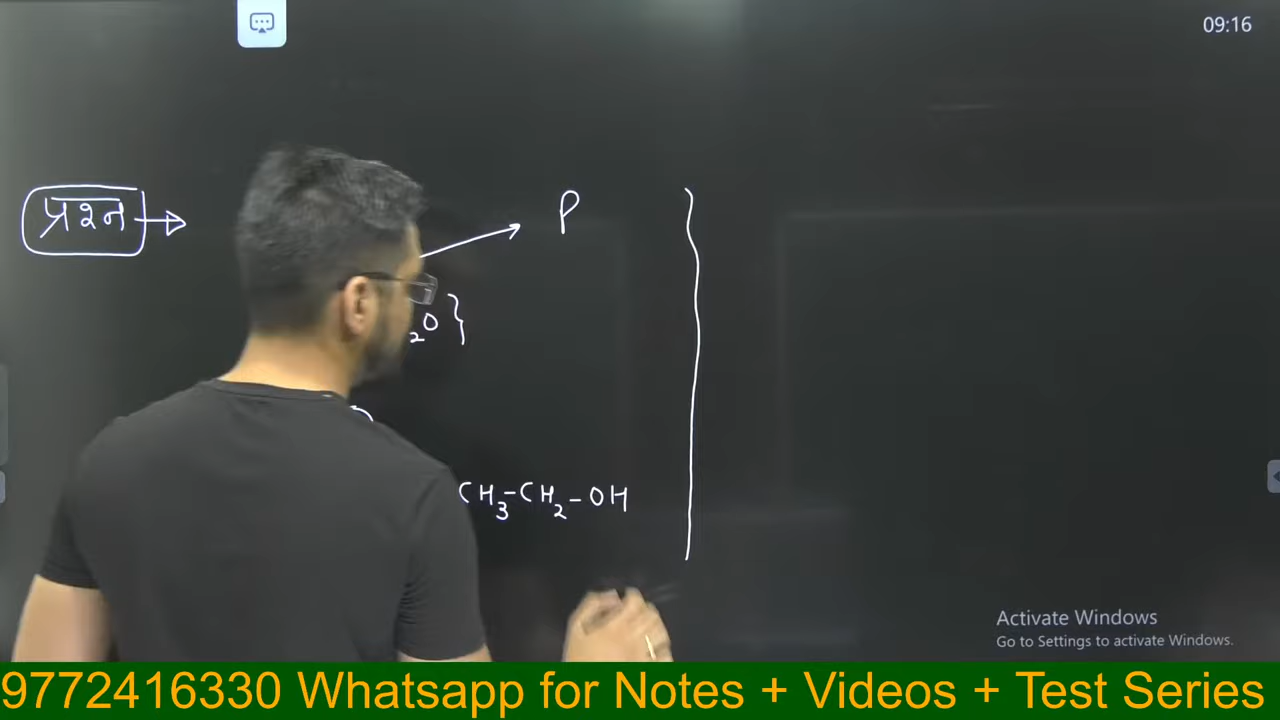 09:16
प्रश्न → P
₂O }
CH₃-CH₂-OH
Activate Windows
Go to Settings to activate Windows.
9772416330 Whatsapp for Notes + Videos + Test Series